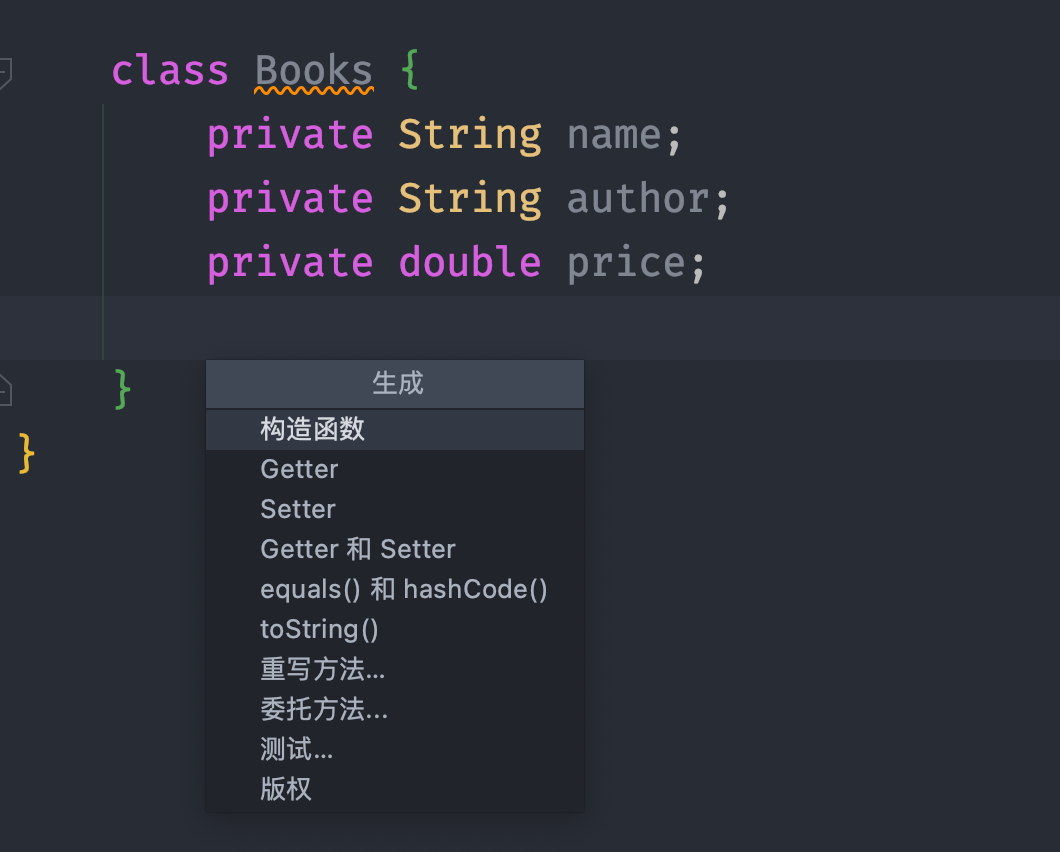 class Books {
private String name;
private String author;
private double price;
}
}
生成
构造函数
Getter
Setter
Getter 和 Setter
equals() 和 hashCode()
toString()
重写方法...
委托方法...
测试...
版权